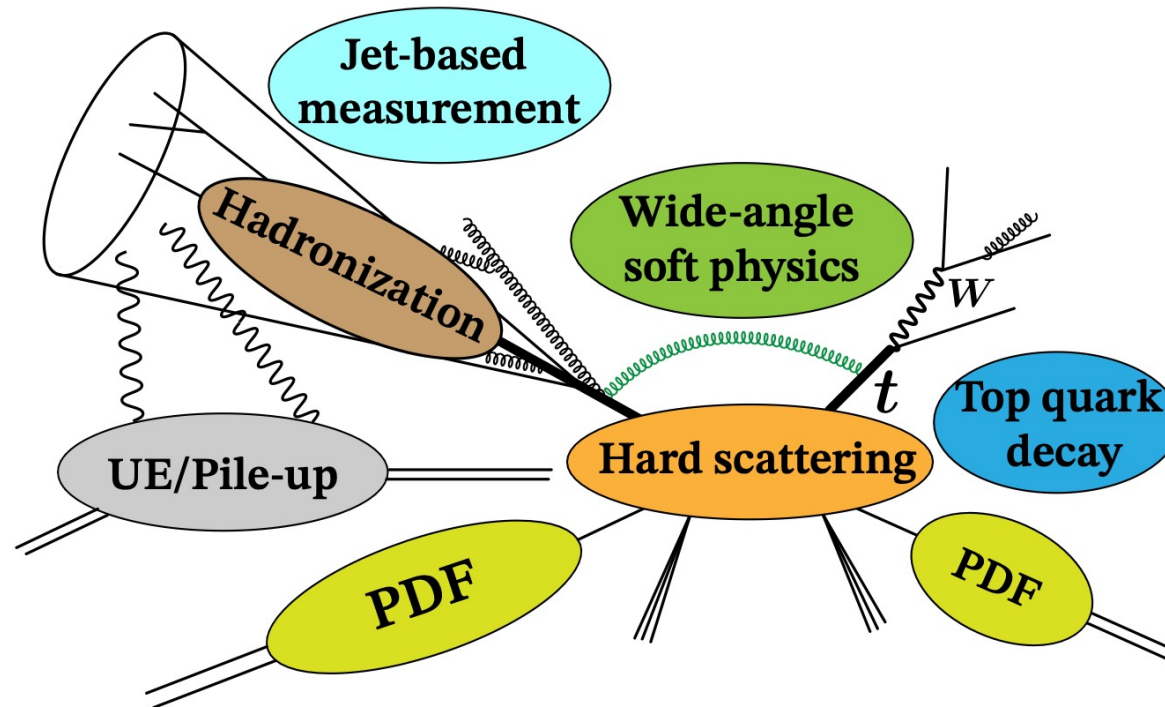 Jet-based
measurement
Hadronization
Wide-angle
soft physics
W
t
Top quark
decay
UE/Pile-up
Hard scattering
PDF
PDF